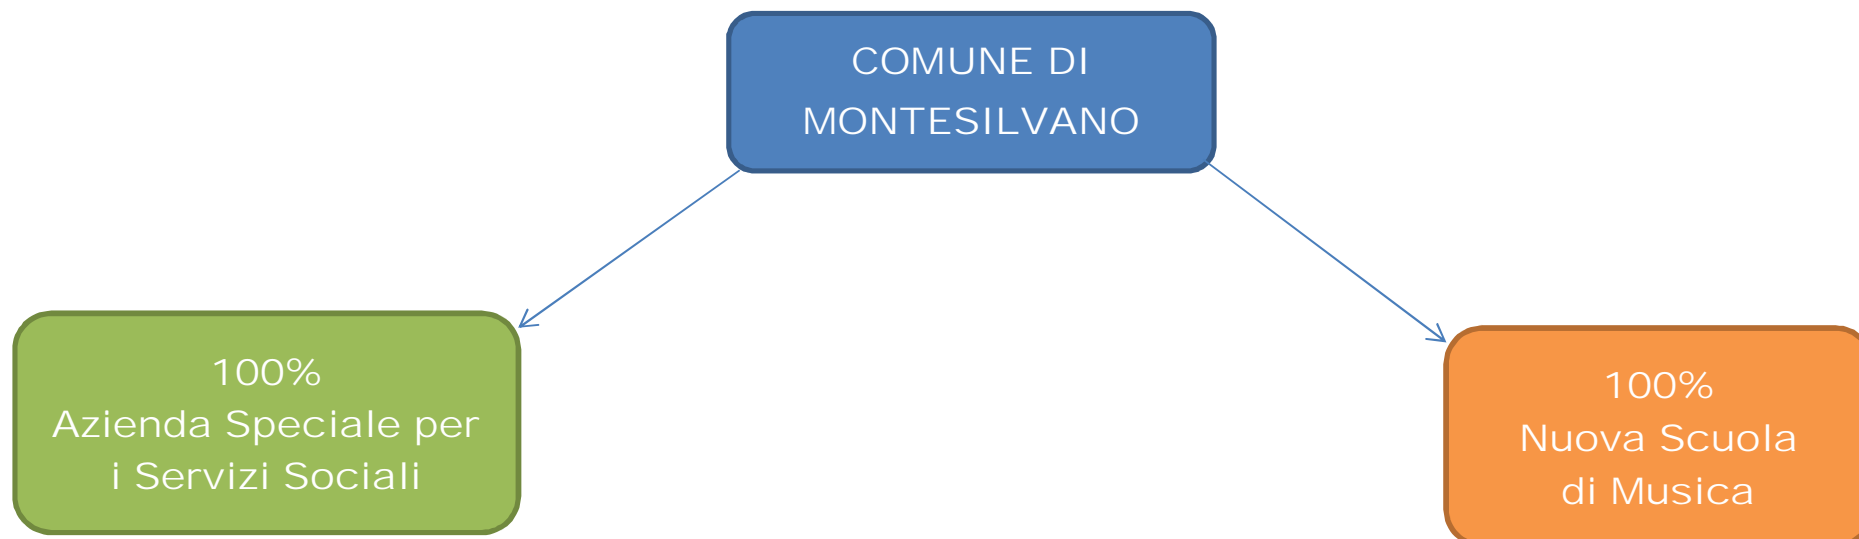 COMUNE DI
MONTESILVANO
100%
Azienda Speciale per
i Servizi Sociali
100%
Nuova Scuola
di Musica